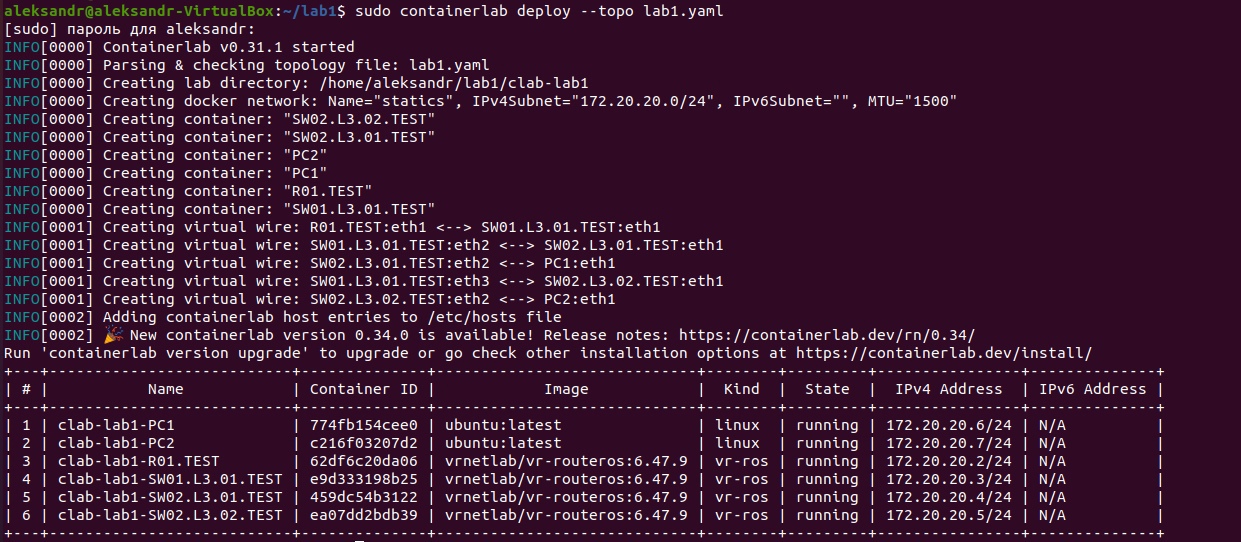 aleksandr@aleksandr-VirtualBox:~/lab1$ sudo containerlab deploy --topo lab1.yaml
[sudo] пароль для aleksandr:
INFO[0000] Containerlab v0.31.1 started
INFO[0000] Parsing & checking topology file: lab1.yaml
INFO[0000] Creating lab directory: /home/aleksandr/lab1/clab-lab1
INFO[0000] Creating docker network: Name="statics", IPv4Subnet="172.20.20.0/24", IPv6Subnet="", MTU="1500"
INFO[0000] Creating container: "SW02.L3.02.TEST"
INFO[0000] Creating container: "SW02.L3.01.TEST"
INFO[0000] Creating container: "PC2"
INFO[0000] Creating container: "PC1"
INFO[0000] Creating container: "R01.TEST"
INFO[0000] Creating container: "SW01.L3.01.TEST"
INFO[0001] Creating virtual wire: R01.TEST:eth1 <--> SW01.L3.01.TEST:eth1
INFO[0001] Creating virtual wire: SW01.L3.01.TEST:eth2 <--> SW02.L3.01.TEST:eth1
INFO[0001] Creating virtual wire: SW02.L3.01.TEST:eth2 <--> PC1:eth1
INFO[0001] Creating virtual wire: SW01.L3.01.TEST:eth3 <--> SW02.L3.02.TEST:eth1
INFO[0001] Creating virtual wire: SW02.L3.02.TEST:eth2 <--> PC2:eth1
INFO[0002] Adding containerlab host entries to /etc/hosts file
INFO[0002] 🎉 New containerlab version 0.34.0 is available! Release notes: https://containerlab.dev/rn/0.34/
Run 'containerlab version upgrade' to upgrade or go check other installation options at https://containerlab.dev/install/
+---+---------------------------+--------------+-----------------------------+--------+---------+----------------+--------------+
| # | Name | Container ID | Image | Kind | State | IPv4 Address | IPv6 Address |
+---+---------------------------+--------------+-----------------------------+--------+---------+----------------+--------------+
| 1 | clab-lab1-PC1 | 774fb154cee0 | ubuntu:latest | linux | running | 172.20.20.6/24 | N/A |
| 2 | clab-lab1-PC2 | c216f03207d2 | ubuntu:latest | linux | running | 172.20.20.7/24 | N/A |
| 3 | clab-lab1-R01.TEST | 62df6c20da06 | vrnetlab/vr-routeros:6.47.9 | vr-ros | running | 172.20.20.2/24 | N/A |
| 4 | clab-lab1-SW01.L3.01.TEST | e9d333198b25 | vrnetlab/vr-routeros:6.47.9 | vr-ros | running | 172.20.20.3/24 | N/A |
| 5 | clab-lab1-SW02.L3.01.TEST | 459dc54b3122 | vrnetlab/vr-routeros:6.47.9 | vr-ros | running | 172.20.20.4/24 | N/A |
| 6 | clab-lab1-SW02.L3.02.TEST | ea07dd2bdb39 | vrnetlab/vr-routeros:6.47.9 | vr-ros | running | 172.20.20.5/24 | N/A |
+---+---------------------------+--------------+-----------------------------+--------+---------+----------------+--------------+